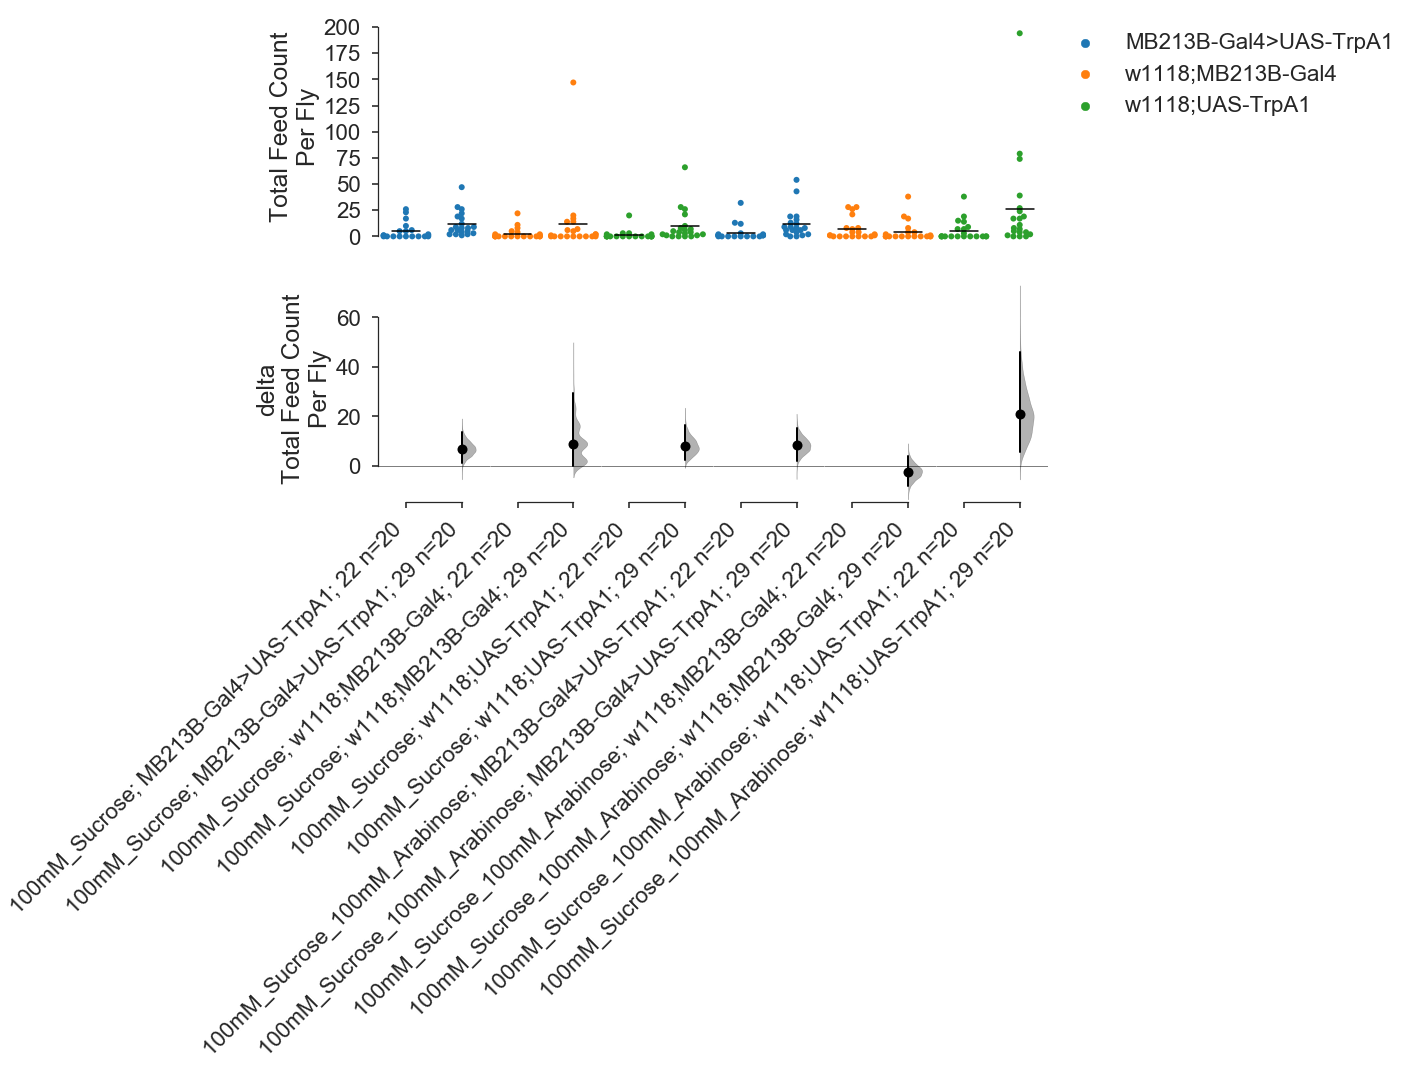 200
175
150
125
100
75
50
25
0
Total Feed Count
Per Fly
MB213B-Gal4>UAS-TrpA1
w1118;MB213B-Gal4
w1118;UAS-TrpA1
60
40
20
0
delta
Total Feed Count
Per Fly
100mM_Sucrose; MB213B-Gal4>UAS-TrpA1; 22 n=20
100mM_Sucrose; MB213B-Gal4>UAS-TrpA1; 29 n=20
100mM_Sucrose; w1118;MB213B-Gal4; 22 n=20
100mM_Sucrose; w1118;MB213B-Gal4; 29 n=20
100mM_Sucrose; w1118;UAS-TrpA1; 22 n=20
100mM_Sucrose; w1118;UAS-TrpA1; 29 n=20
100mM_Sucrose_100mM_Arabinose; MB213B-Gal4>UAS-TrpA1; 22 n=20
100mM_Sucrose_100mM_Arabinose; MB213B-Gal4>UAS-TrpA1; 29 n=20
100mM_Sucrose_100mM_Arabinose; w1118;MB213B-Gal4; 22 n=20
100mM_Sucrose_100mM_Arabinose; w1118;MB213B-Gal4; 29 n=20
100mM_Sucrose_100mM_Arabinose; w1118;UAS-TrpA1; 22 n=20
100mM_Sucrose_100mM_Arabinose; w1118;UAS-TrpA1; 29 n=20